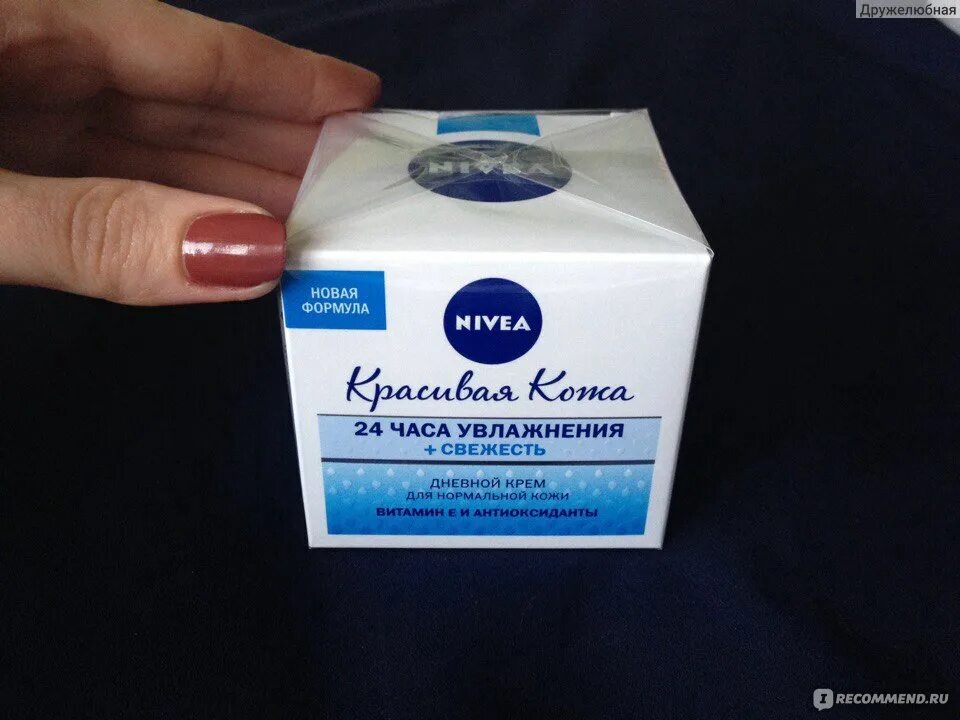 Дружелюбная
NIVEA
НОВАЯ
ФОРМУЛА
NIVEA
Красивая Кожа
24 ЧАСА УВЛАЖНЕНИЯ
+ СВЕЖЕСТЬ
ДНЕВНОЙ КРЕМ
ДЛЯ НОРМАЛЬНОЙ КОЖИ
ВИТАМИН Е И АНТИОКСИДАНТЫ
IRECOMMEND.RU